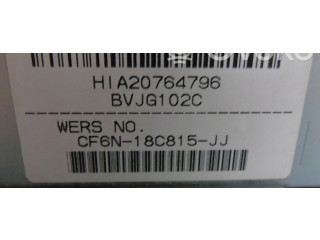 HIA20764796
BVJG102C
WERS NO.
CF6N-18C815-JJ